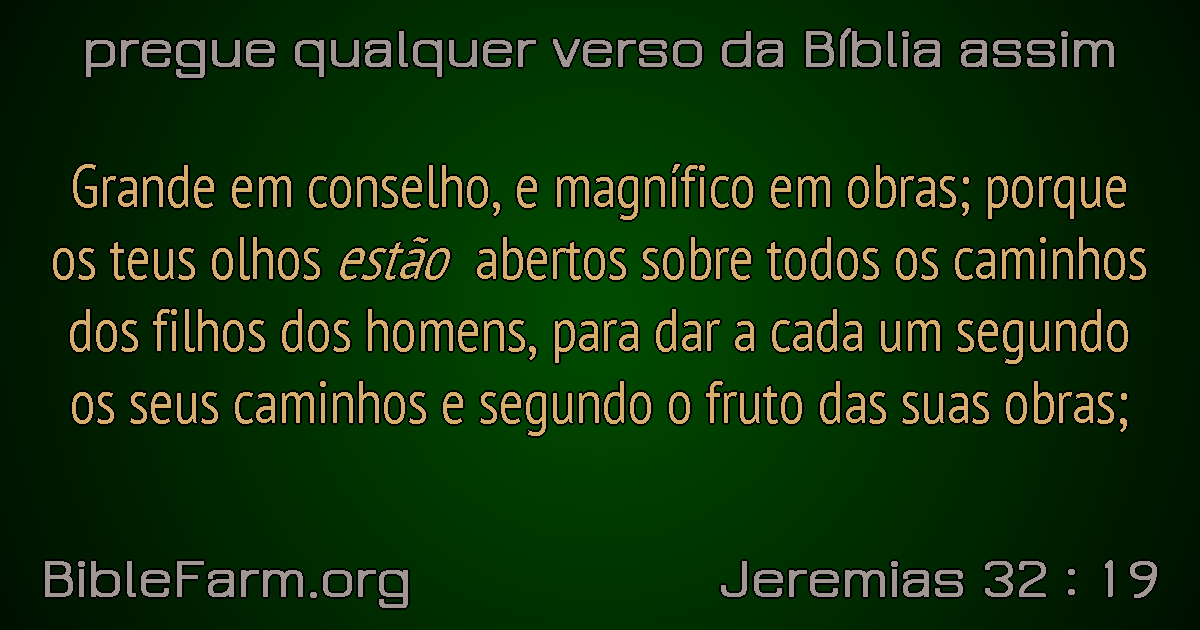 pregue qualquer verso da Bíblia assim
Grande em conselho, e magnífico em obras; porque
os teus olhos estão abertos sobre todos os caminhos
dos filhos dos homens, para dar a cada um segundo
os seus caminhos e segundo o fruto das suas obras;
BibleFarm.org
Jeremias 32 : 19